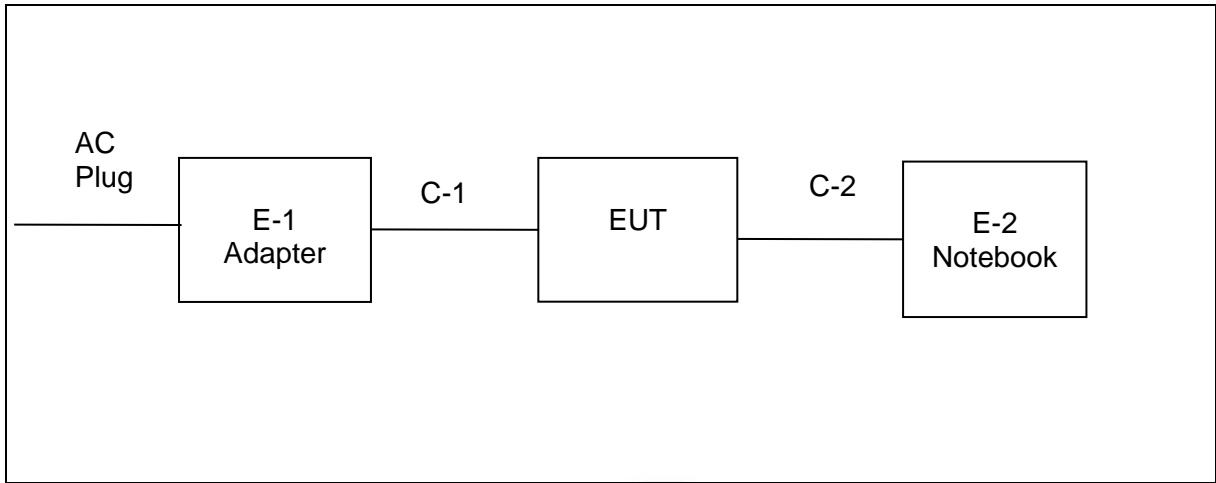 AC
Plug
E-1
Adapter
C-1
EUT
C-2
E-2
Notebook